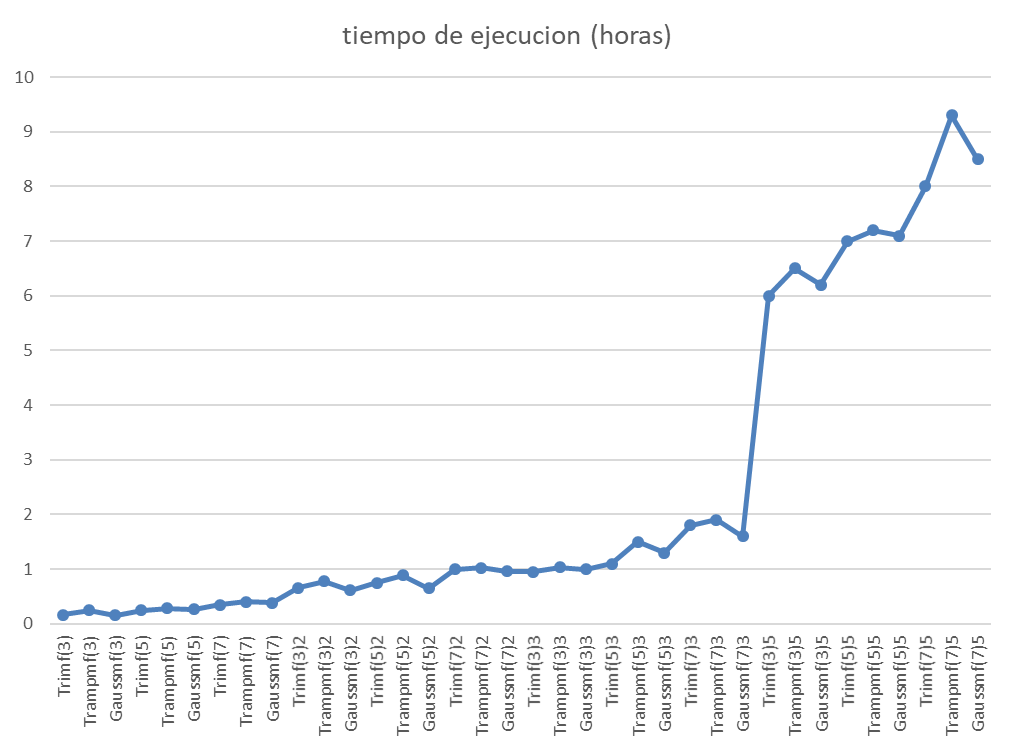 tiempo de ejecucion (horas)
10
9
8
7
6
5
4
3
2
1
0
Trimf(3)
Trampmf(3)
Gaussmf(3)
Trimf(5)
Trampmf(5)
Gaussmf(5)
Trimf(7)
Trampmf(7)
Gaussmf(7)
Trimf(3)2
Trampmf(3)2
Gaussmf(3)2
Trimf(5)2
Trampmf(5)2
Gaussmf(5)2
Trimf(7)2
Trampmf(7)2
Gaussmf(7)2
Trimf(3)3
Trampmf(3)3
Gaussmf(3)3
Trimf(5)3
Trampmf(5)3
Gaussmf(5)3
Trimf(7)3
Trampmf(7)3
Gaussmf(7)3
Trimf(3)5
Trampmf(3)5
Gaussmf(3)5
Trimf(5)5
Trampmf(5)5
Gaussmf(5)5
Trimf(7)5
Trampmf(7)5
Gaussmf(7)5